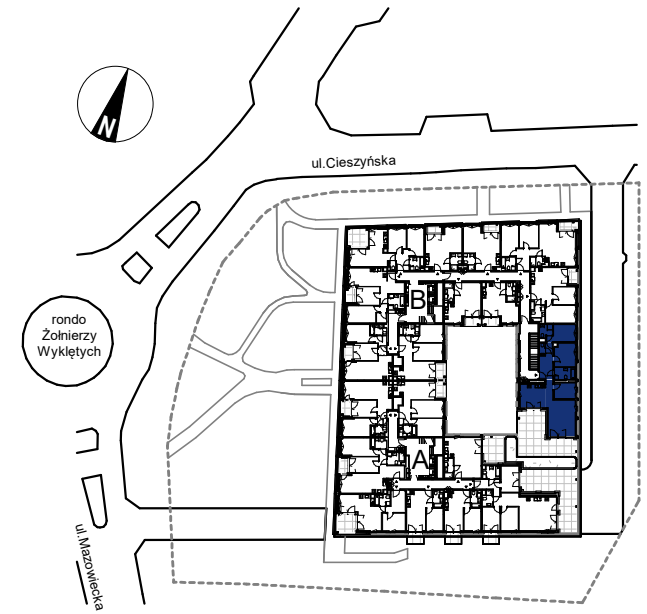 N
ul.Cieszyńska
B
rondo
Żołnierzy
Wyklętych
A
ul.Mazowiecka